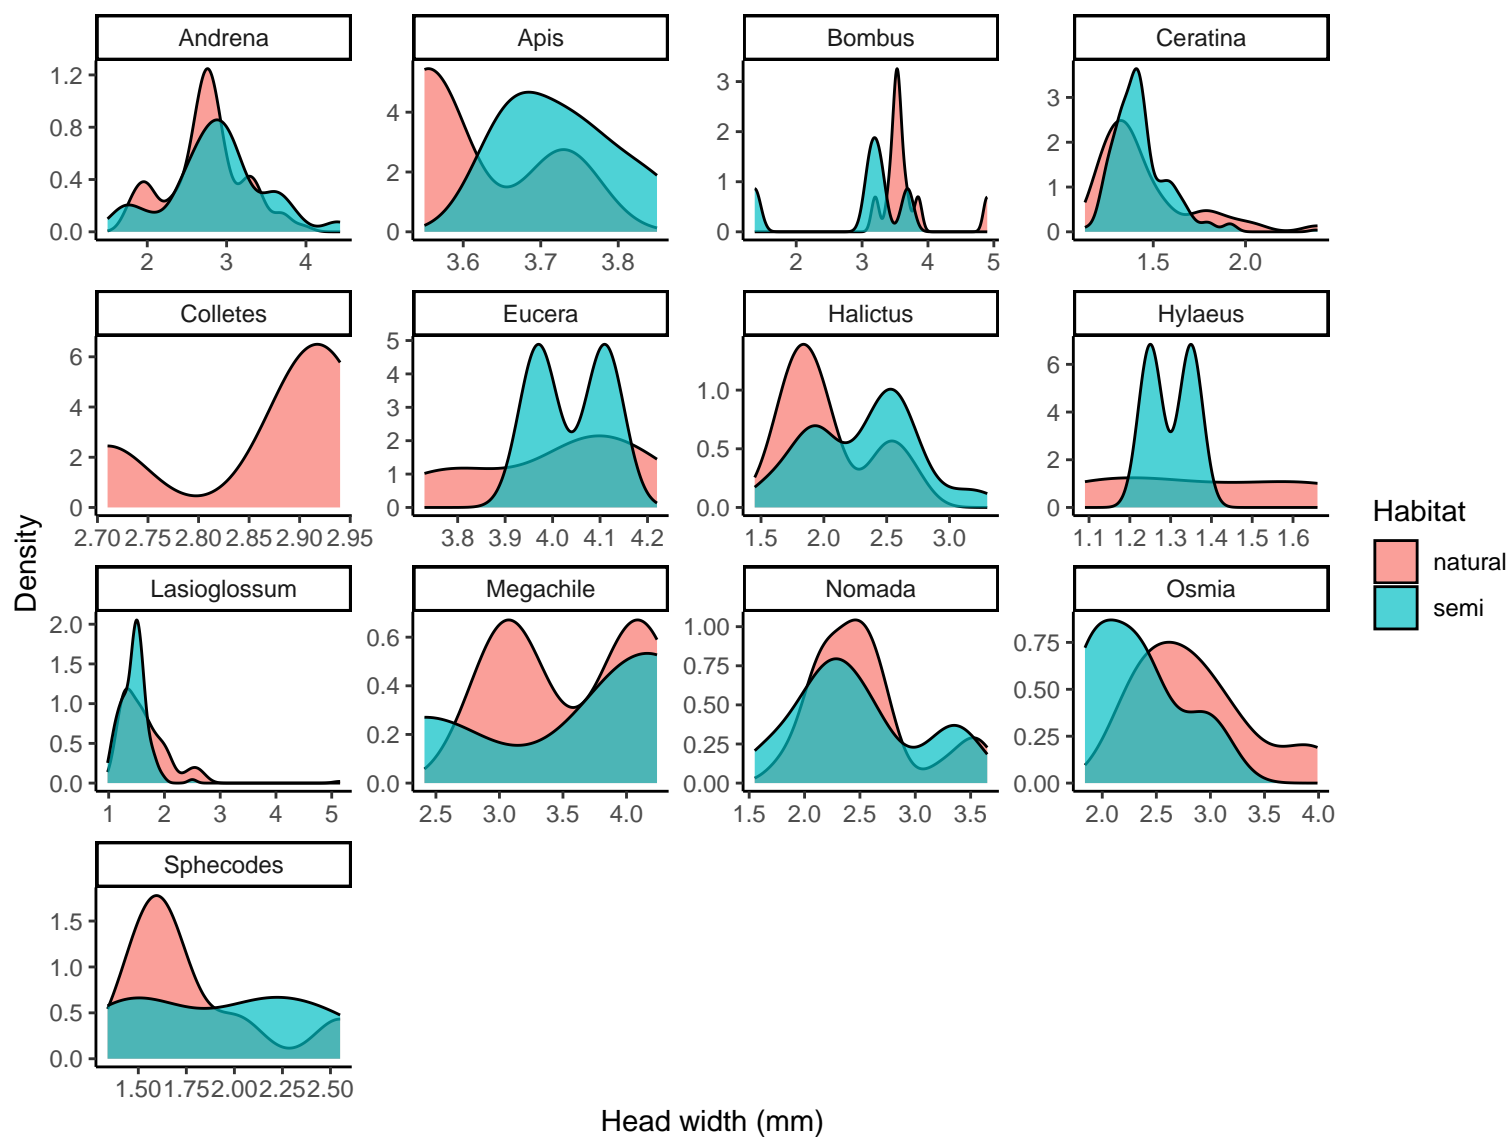 Andrena Apis Bombus Ceratina
1.2 0.8 0.4 0.0
4 2 0
3 2 1 0
3 2 1 0
2 3 4
3.6 3.7 3.8
2 3 4 5
1.5 2.0
Colletes Eucera Halictus Hylaeus
6 4 2 0
5 4 3 2 1 0
1.0 0.5 0.0
6 4 2 0
2.70 2.75 2.80 2.85 2.90 2.95
3.8 3.9 4.0 4.1 4.2
1.5 2.0 2.5 3.0
1.1 1.2 1.3 1.4 1.5 1.6
Lasioglossum Megachile Nomada Osmia
2.0 1.5 1.0 0.5 0.0
0.6 0.4 0.2 0.0
1.00 0.75 0.50 0.25 0.00
0.75 0.50 0.25 0.00
1 2 3 4 5
2.5 3.0 3.5 4.0
1.5 2.0 2.5 3.0 3.5
2.0 2.5 3.0 3.5 4.0
Sphecodes
1.5 1.0 0.5 0.0
1.50 1.75 2.00 2.25 2.50
Density
Head width (mm)
Habitat
natural
semi